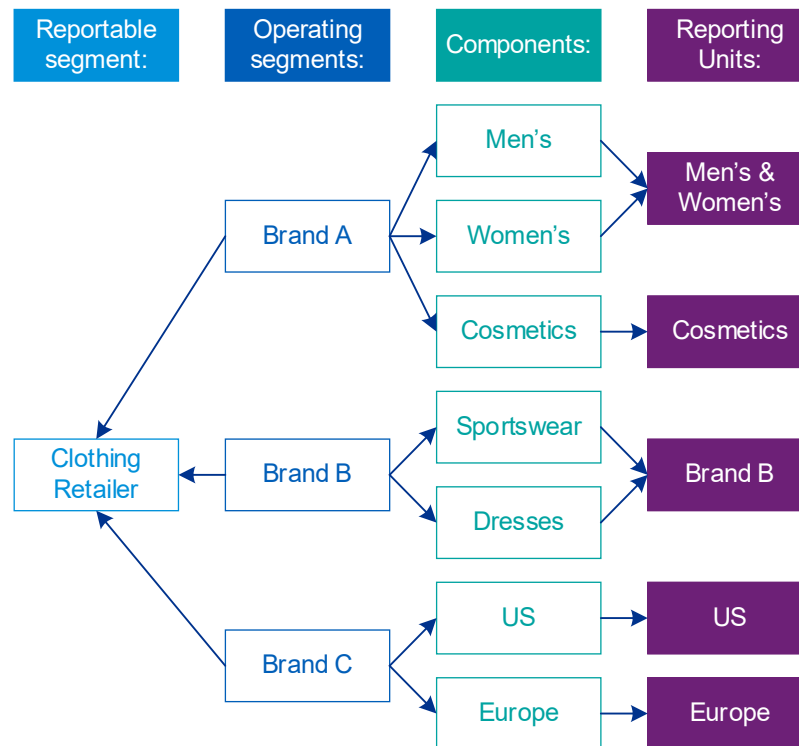 Reportable
segment:
Operating
segments:
Components:
Reporting
Units:
Men’s
Men’s &
Women’s
Brand A
Women’s
Cosmetics
Cosmetics
Sportswear
Clothing
Retailer
Brand B
Brand B
Dresses
US
US
Brand C
Europe
Europe